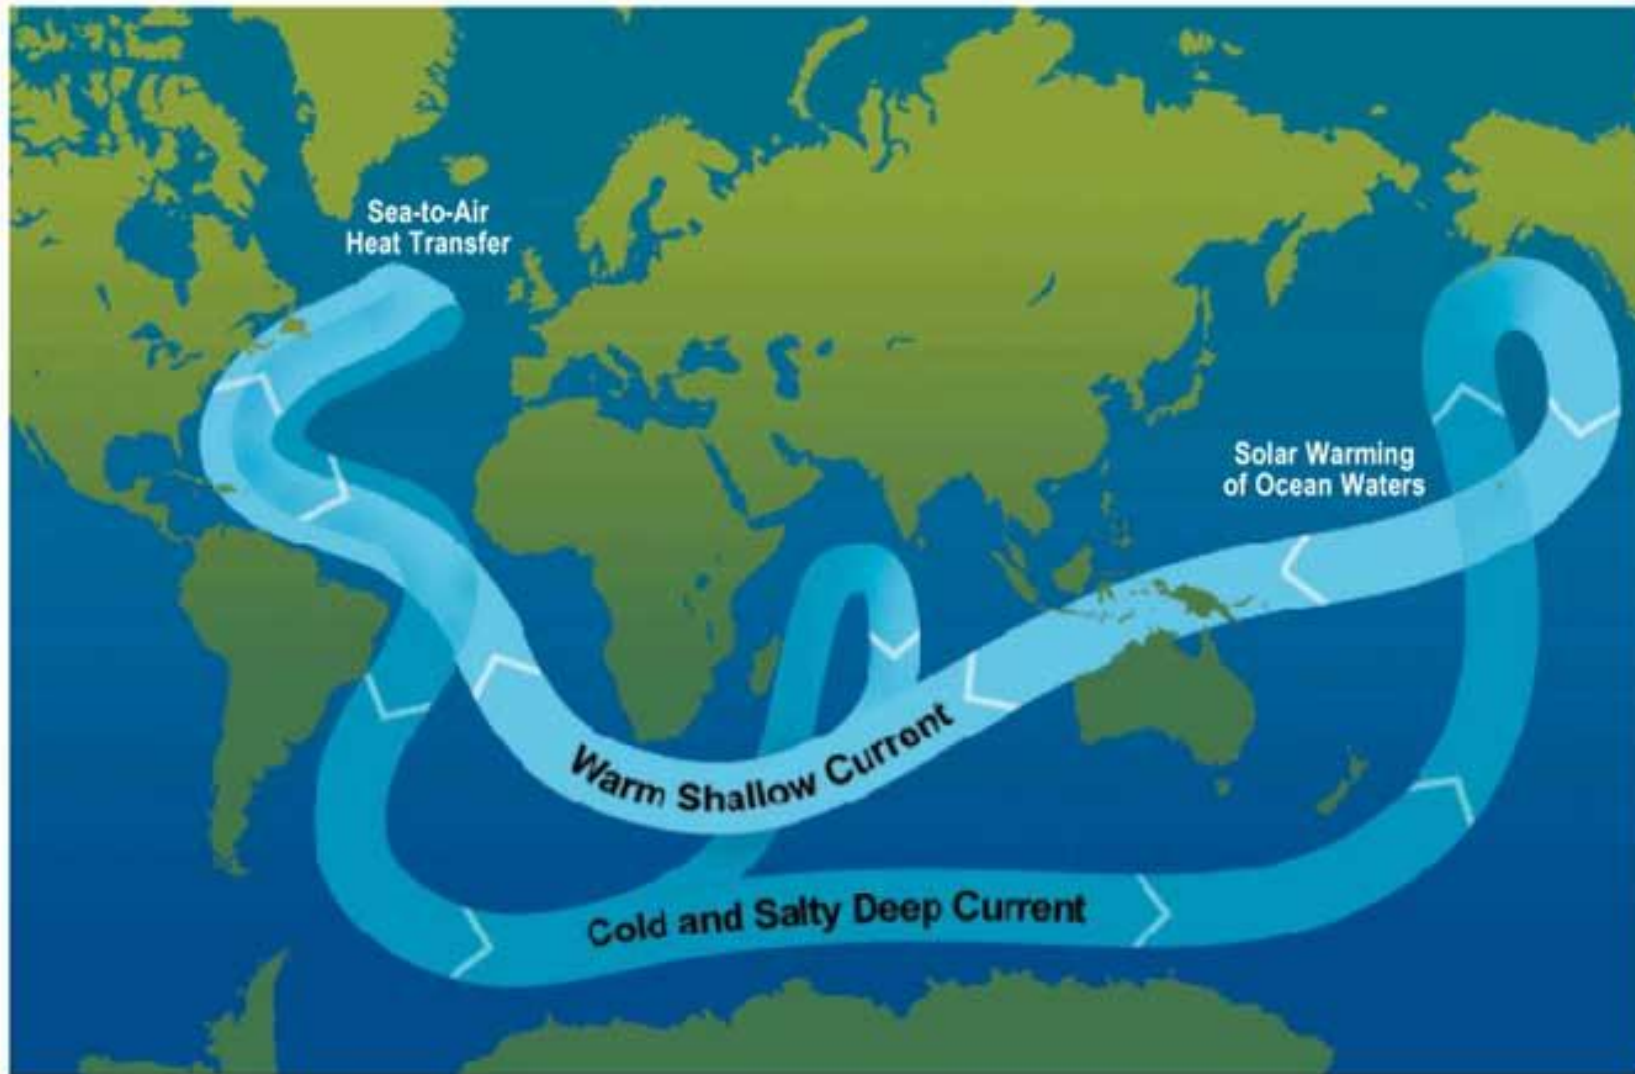 Sea-to-Air
Heat Transfer
Solar Warming
of Ocean Waters
Warm Shallow Current
Cold and Salty Deep Current